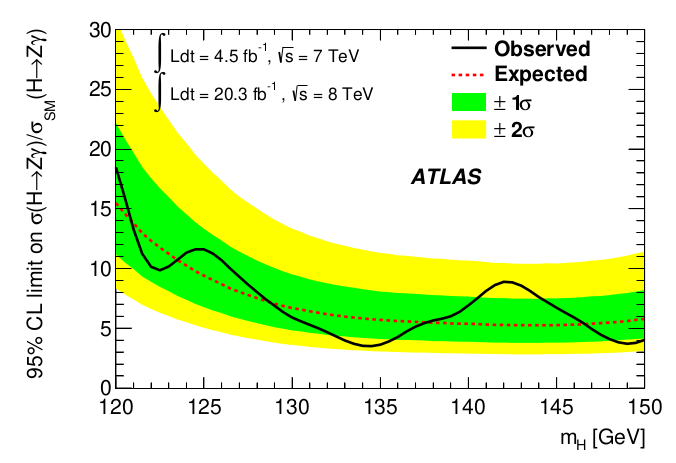 95% CL limit on σ(H→Zγ)/σSM(H→Zγ)
30
25
20
15
10
5
0
∫ Ldt = 4.5 fb⁻¹, √s = 7 TeV
∫ Ldt = 20.3 fb⁻¹ , √s = 8 TeV
Observed
Expected
± 1σ
± 2σ
ATLAS
120 125 130 135 140 145 150
mH [GeV]